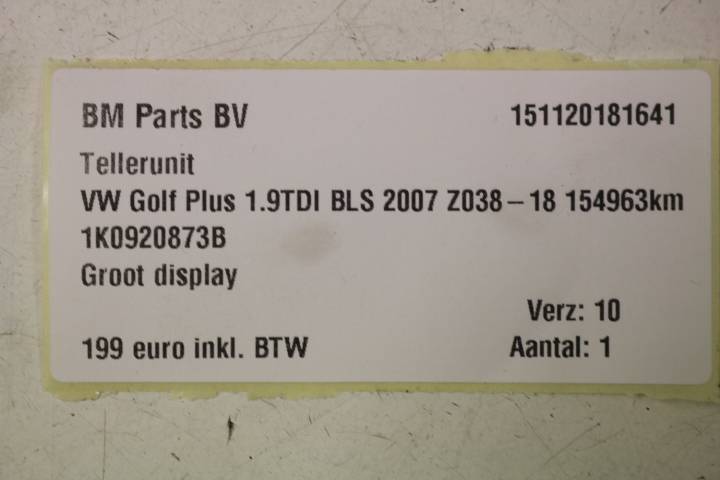 BM Parts BV 151120181641
Tellerunit
VW Golf Plus 1.9TDI BLS 2007 Z038-18 154963km
1K0920873B
Groot display
Verz: 10
199 euro inkl. BTW Aantal: 1